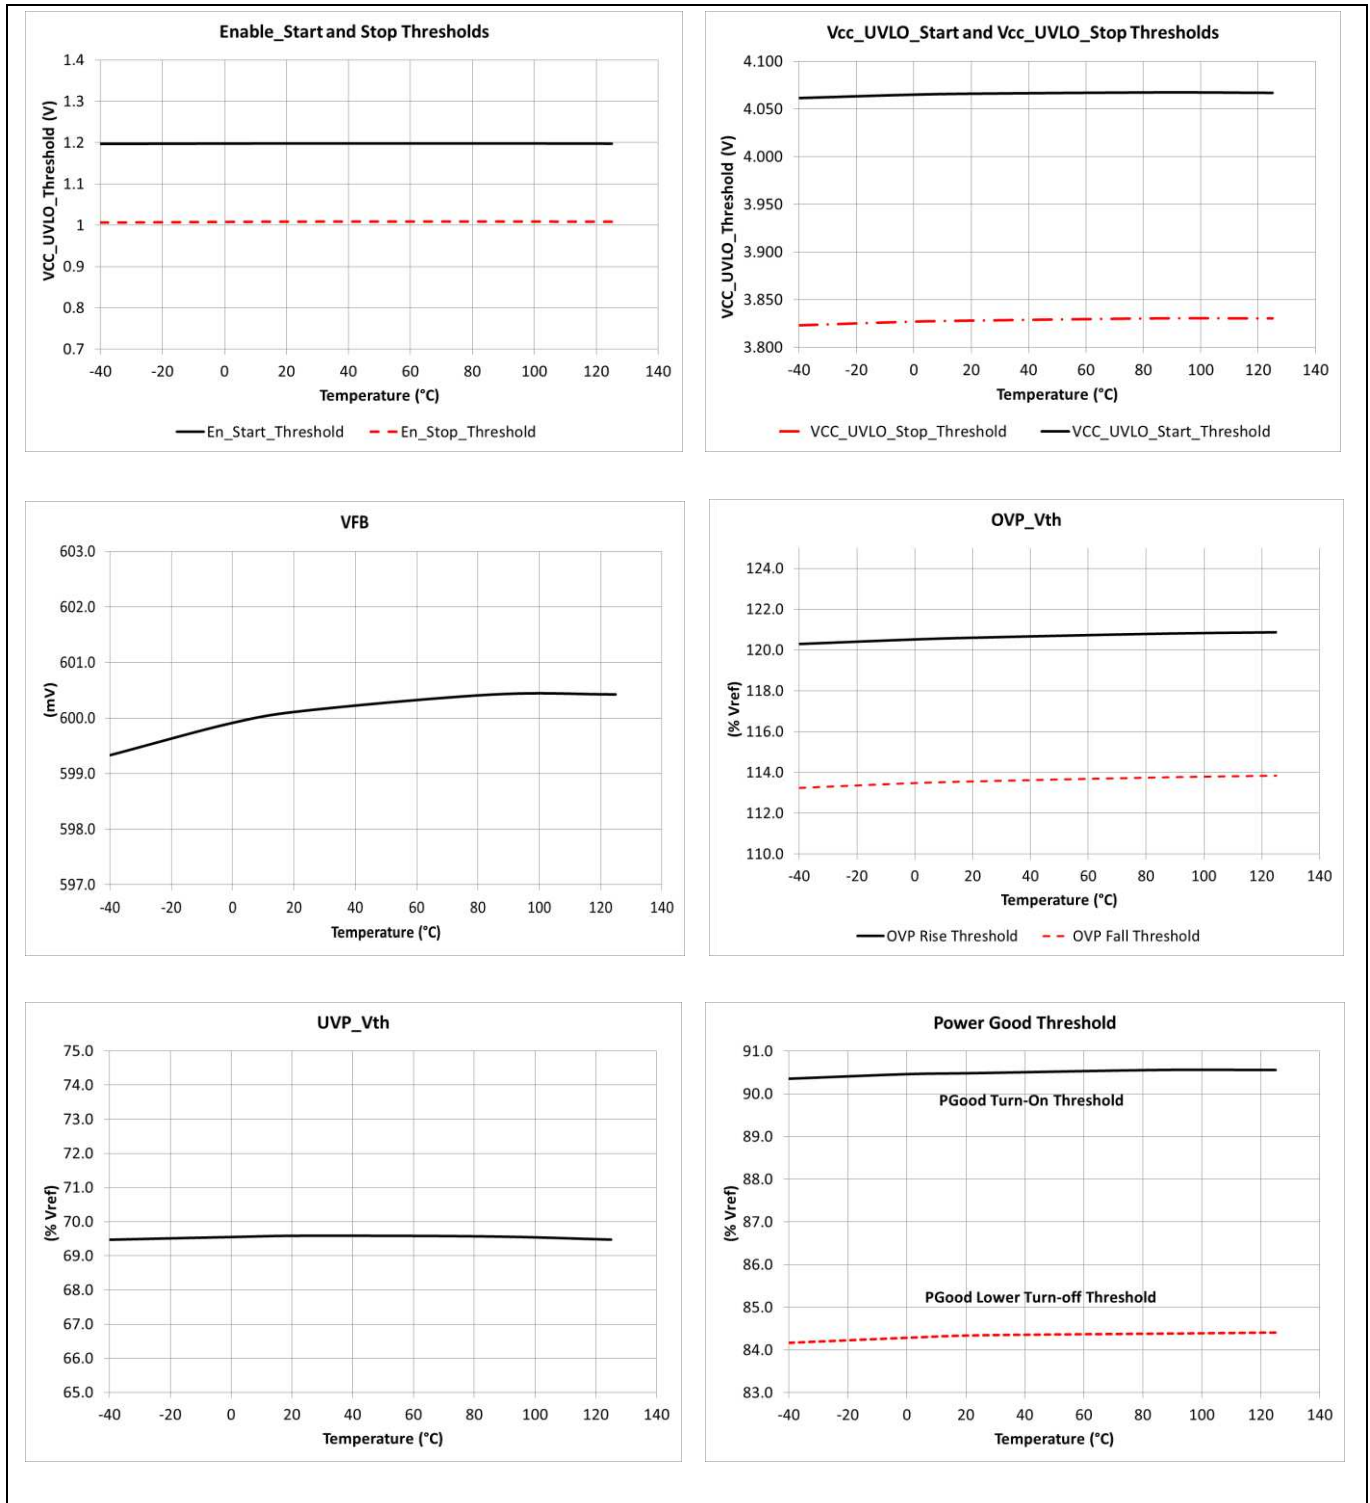 Enable_Start and Stop Thresholds
1.4
1.3
1.2
1.1
1
0.9
0.8
0.7
VCC_UVLO_Threshold (V)
-40 -20 0 20 40 60 80 100 120 140
Temperature (°C)
En_Start_Threshold En_Stop_Threshold
Vcc_UVLO_Start and Vcc_UVLO_Stop Thresholds
4.100
4.050
4.000
3.950
3.900
3.850
3.800
VCC_UVLO_Threshold (V)
-40 -20 0 20 40 60 80 100 120 140
Temperature (°C)
VCC_UVLO_Stop_Threshold VCC_UVLO_Start_Threshold
VFB
603.0
602.0
601.0
600.0
599.0
598.0
597.0
(mV)
-40 -20 0 20 40 60 80 100 120 140
Temperature (°C)
OVP_Vth
124.0
122.0
120.0
118.0
116.0
114.0
112.0
110.0
(% Vref)
-40 -20 0 20 40 60 80 100 120 140
Temperature (°C)
OVP Rise Threshold OVP Fall Threshold
UVP_Vth
75.0
74.0
73.0
72.0
71.0
70.0
69.0
68.0
67.0
66.0
65.0
(% Vref)
-40 -20 0 20 40 60 80 100 120 140
Temperature (°C)
Power Good Threshold
91.0
90.0
89.0
88.0
87.0
86.0
85.0
84.0
83.0
(% Vref)
PGood Turn-On Threshold
PGood Lower Turn-off Threshold
-40 -20 0 20 40 60 80 100 120 140
Temperature (°C)